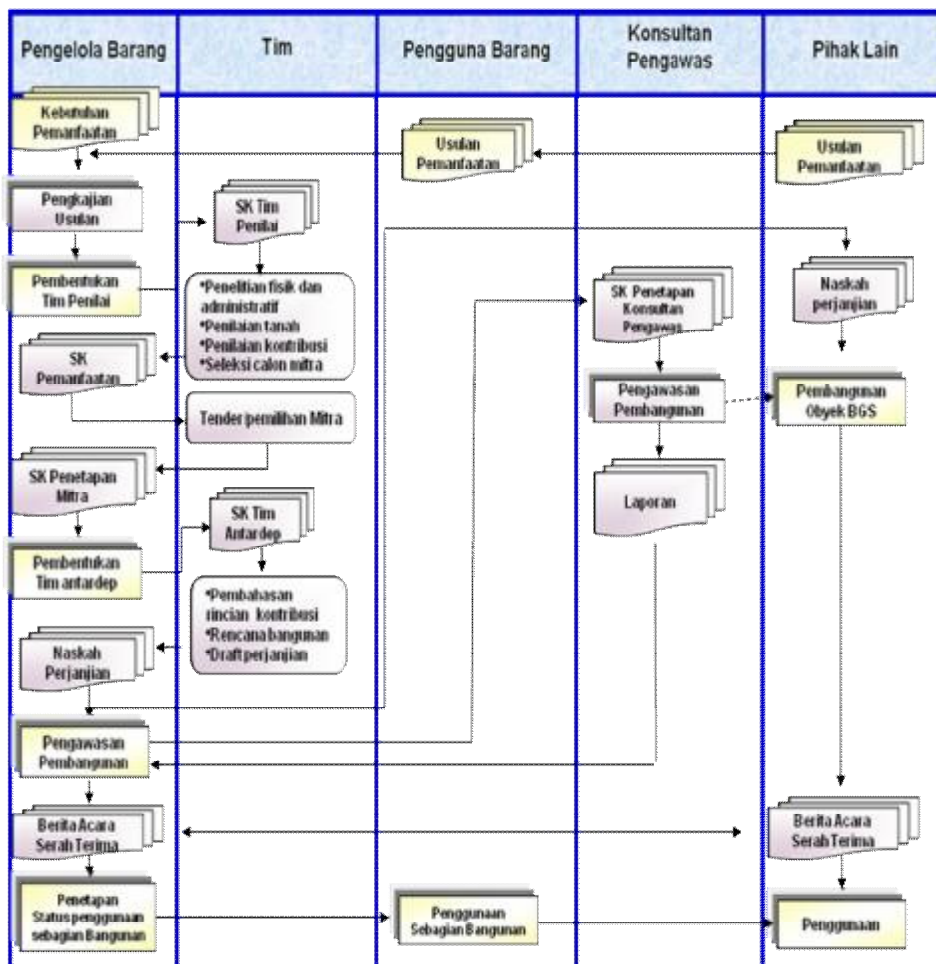 Pengelola Barang
Tim
Pengguna Barang
Konsultan
Pengawas
Pihak Lain
Kebutuhan
Pemanfaatan
Usulan
Pemanfaatan
Usulan
Pemanfaatan
Pengkajian
Usulan
SK Tim
Penilai
Pembentukan
Tim Penilai
•Penelitian fisik dan
administratif
•Penilaian tanah
•Penilaian kontribusi
•Seleksi calon mitra
SK Penetapan
Konsultan
Pengawas
Naskah
perjanjian
SK
Pemanfaatan
Tender pemilihan Mitra
Pengawasan
Pembangunan
Pembangunan
Obyek BGS
SK Penetapan
Mitra
SK Tim
Antardep
Laporan
Pembentukan
Tim antardep
•Pembahasan
rincian kontribusi
•Rencana bangunan
•Draft perjanjian
Naskah
Perjanjian
Pengawasan
Pembangunan
Berita Acara
Serah Terima
Berita Acara
Serah Terima
Penetapan
Status penggunaan
sebagian Bangunan
Penggunaan
Sebagian Bangunan
Penggunaan